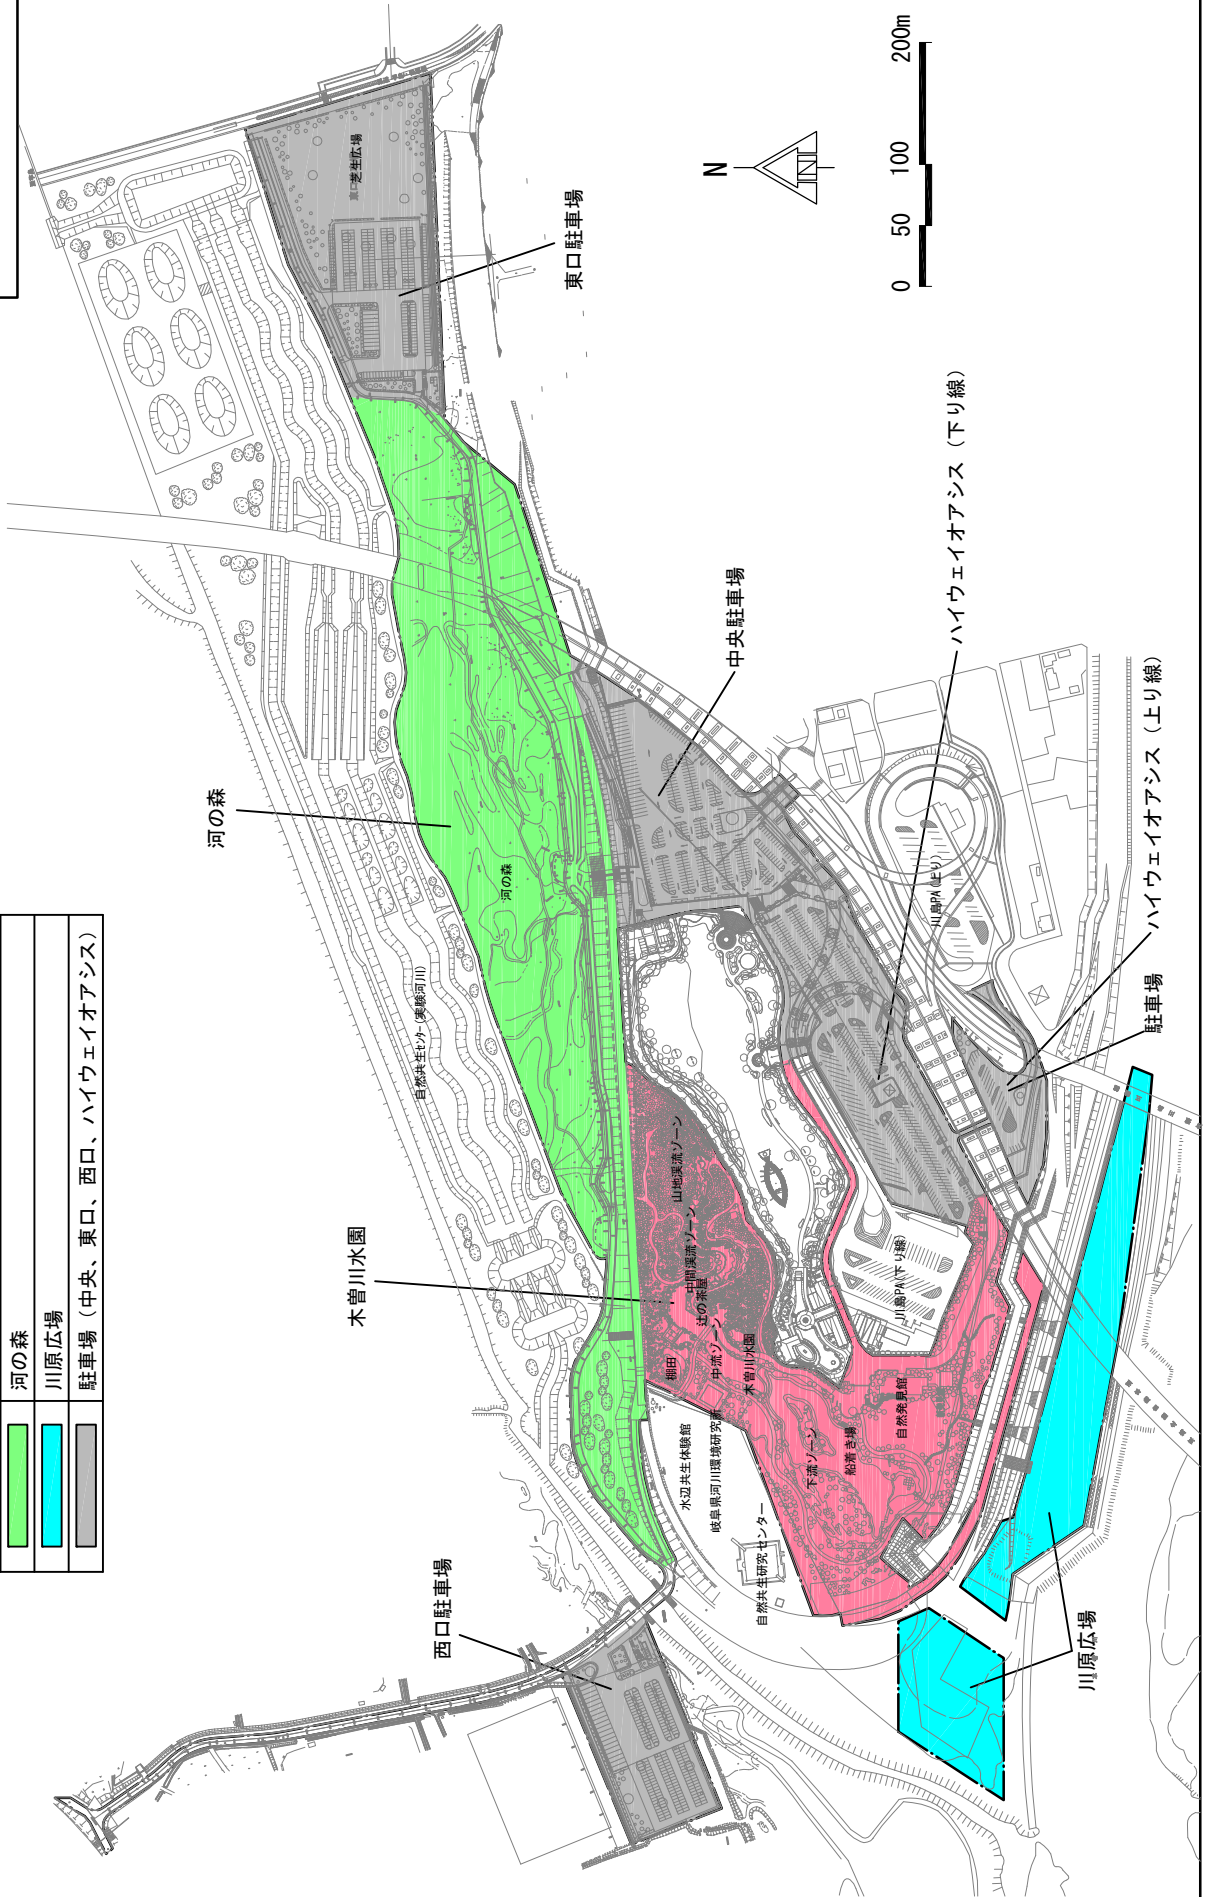 河の森
川原広場
駐車場（中央、東口、西口、ハイウェイオアシス）
西口駐車場
木曽川水園
河の森
東口駐車場
芝生広場
中央駐車場
ハイウェイオアシス（下り線）
ハイウェイオアシス（上り線）
駐車場
川原広場
自然共生ｾﾝﾀｰ(実験河川)
河の森
山地渓流ゾーン
中間渓流ゾーン
辻の茶屋
中流ゾーン
棚田
木曽川水園
水辺共生体験館
岐阜県河川環境研究所
自然共生研究センター
下流ゾーン
船着き場
自然発見館
川島PA(下り線)
川島PA(上り)
N
0 50 100 200m